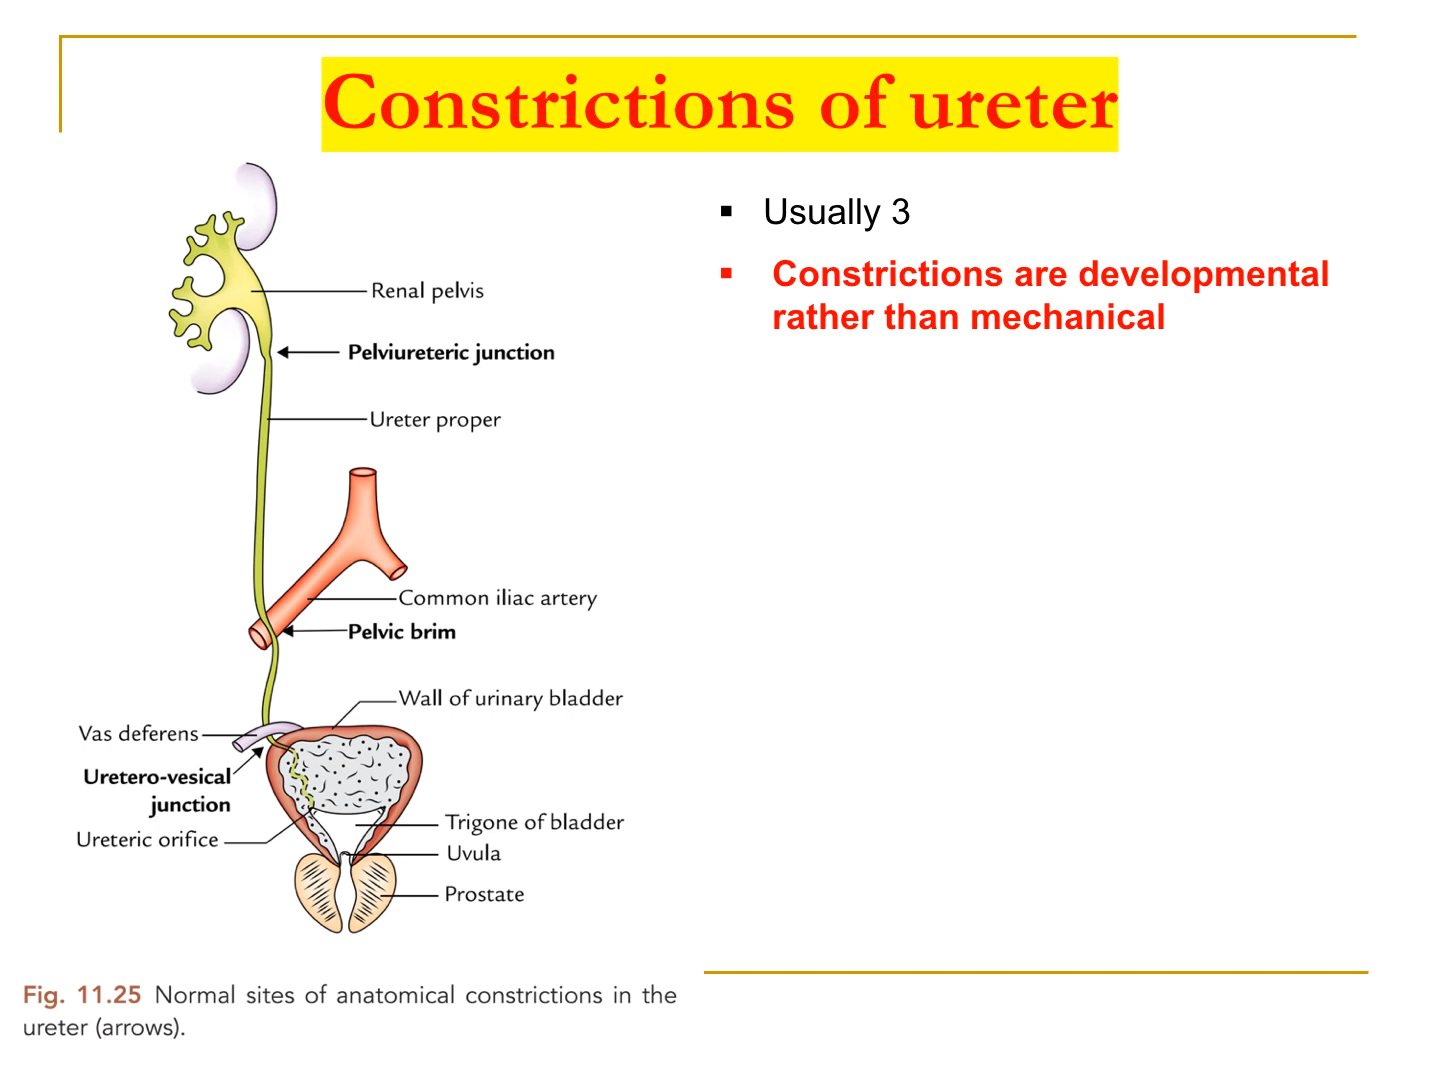 Constrictions of ureter
▪ Usually 3
▪ Constrictions are developmental
rather than mechanical
Renal pelvis
Pelviureteric junction
Ureter proper
Common iliac artery
Pelvic brim
Wall of urinary bladder
Vas deferens
Uretero-vesical
junction
Ureteric orifice
Trigone of bladder
Uvula
Prostate
Fig. 11.25 Normal sites of anatomical constrictions in the
ureter (arrows).